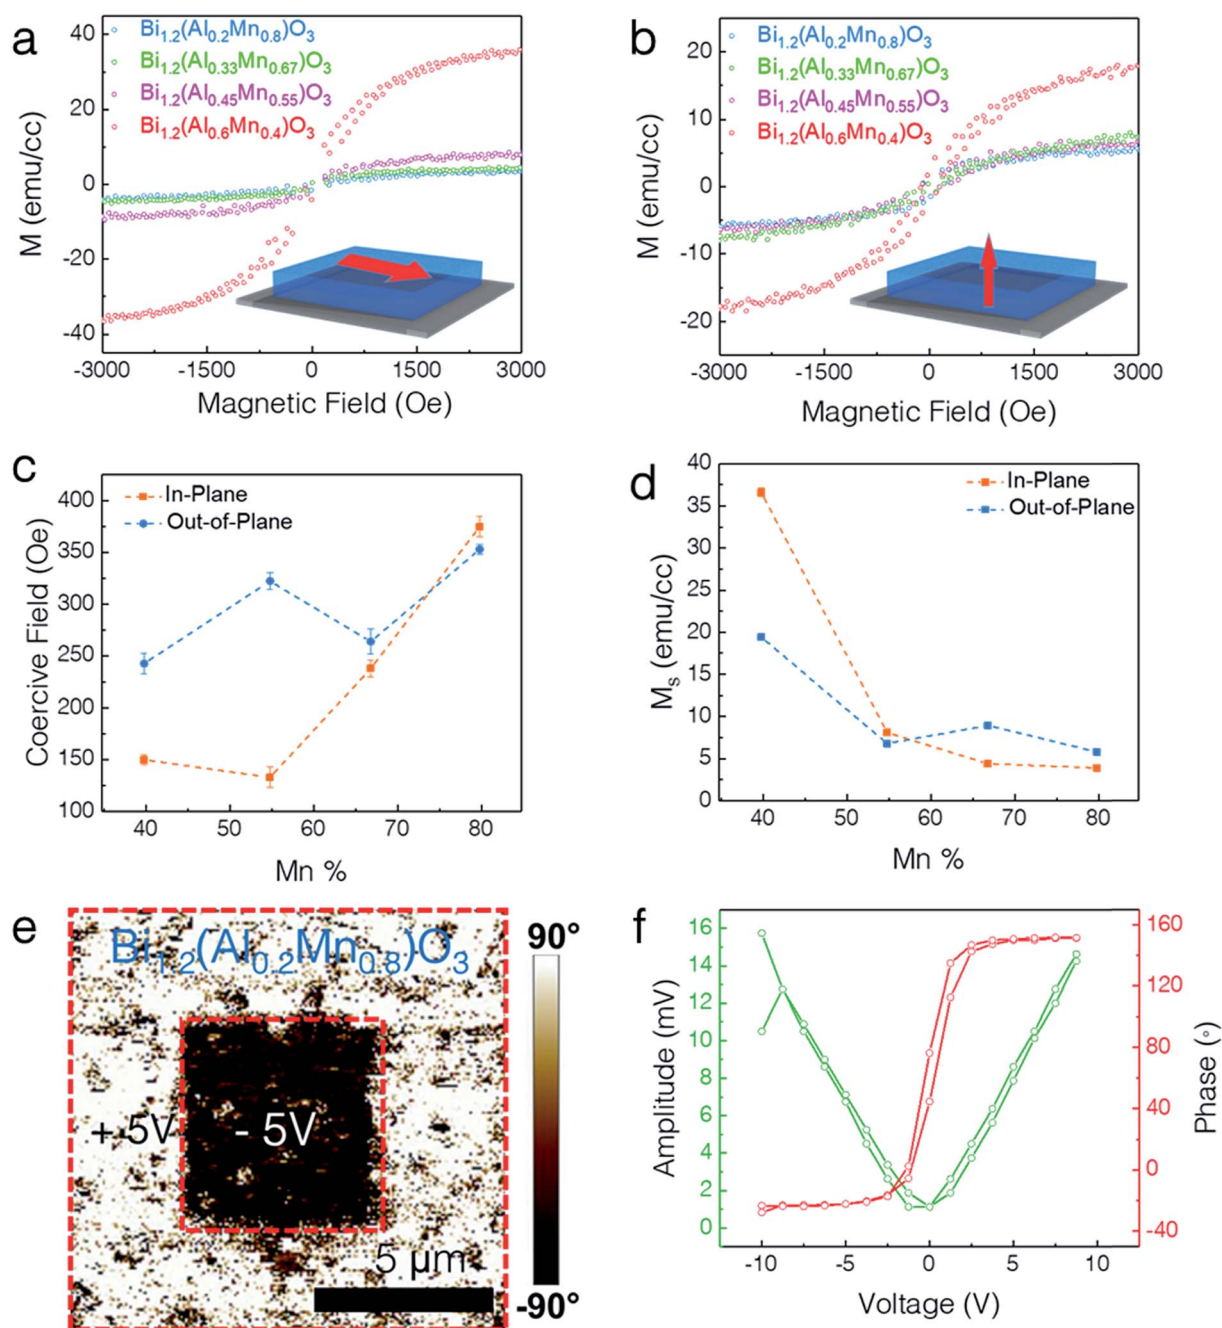 a
Bi1.2(Al0.2Mn0.8)O3
Bi1.2(Al0.33Mn0.67)O3
Bi1.2(Al0.45Mn0.55)O3
Bi1.2(Al0.6Mn0.4)O3
M (emu/cc)
40
20
0
-20
-40
-3000 -1500 0 1500 3000
Magnetic Field (Oe)
b
Bi1.2(Al0.2Mn0.8)O3
Bi1.2(Al0.33Mn0.67)O3
Bi1.2(Al0.45Mn0.55)O3
Bi1.2(Al0.6Mn0.4)O3
M (emu/cc)
20
10
0
-10
-20
-3000 -1500 0 1500 3000
Magnetic Field (Oe)
c
In-Plane
Out-of-Plane
Coercive Field (Oe)
400
350
300
250
200
150
100
40 50 60 70 80
Mn %
d
In-Plane
Out-of-Plane
Ms (emu/cc)
40
35
30
25
20
15
10
5
0
40 50 60 70 80
Mn %
e
Bi1.2(Al0.2Mn0.8)O3
+ 5V
- 5V
5 μm
90°
-90°
f
Amplitude (mV)
16
14
12
10
8
6
4
2
0
-10 -5 0 5 10
Voltage (V)
160
120
80
40
0
-40
Phase (°)